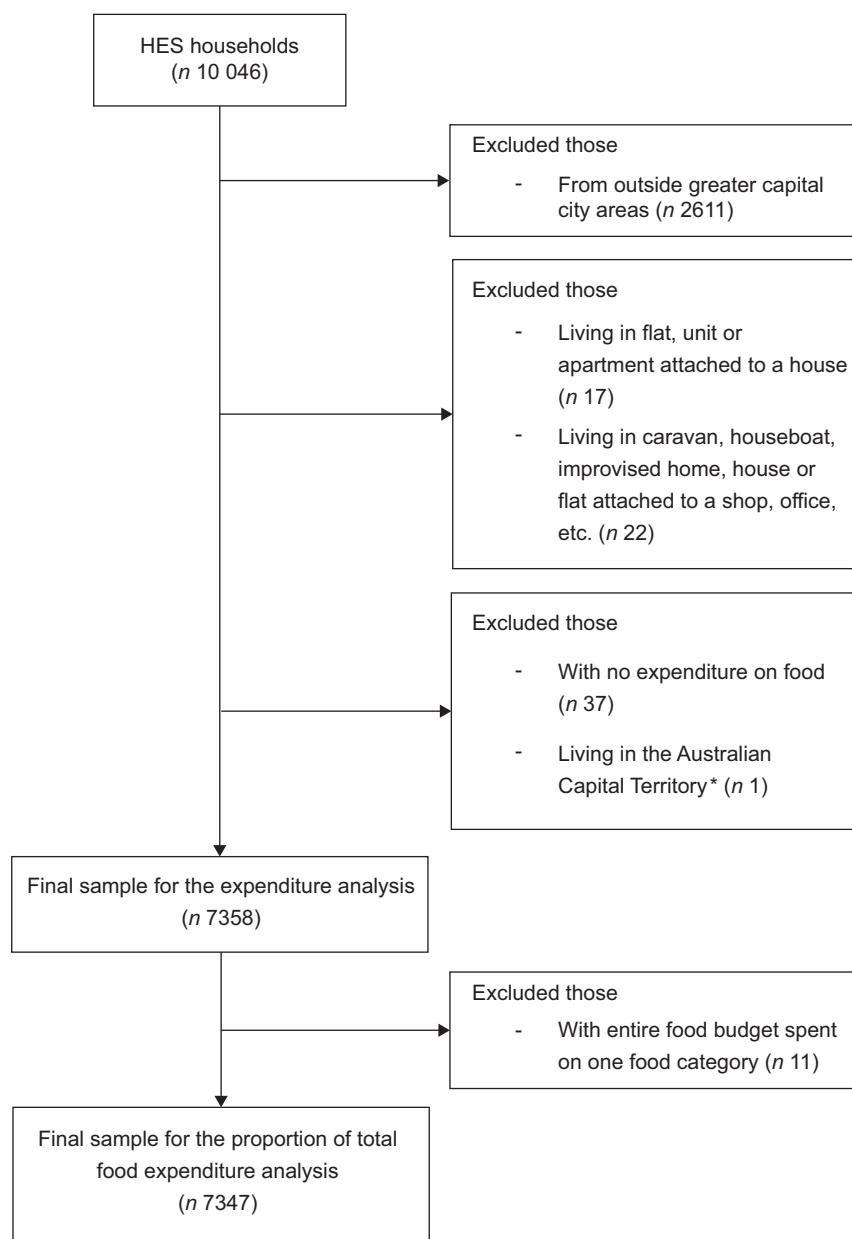 HES households
(n 10 046)
Excluded those
- From outside greater capital
city areas (n 2611)
Excluded those
- Living in flat, unit or
apartment attached to a house
(n 17)
- Living in caravan, houseboat,
improvised home, house or
flat attached to a shop, office,
etc. (n 22)
Excluded those
- With no expenditure on food
(n 37)
- Living in the Australian
Capital Territory* (n 1)
Final sample for the expenditure analysis
(n 7358)
Excluded those
- With entire food budget spent
on one food category (n 11)
Final sample for the proportion of total
food expenditure analysis
(n 7347)